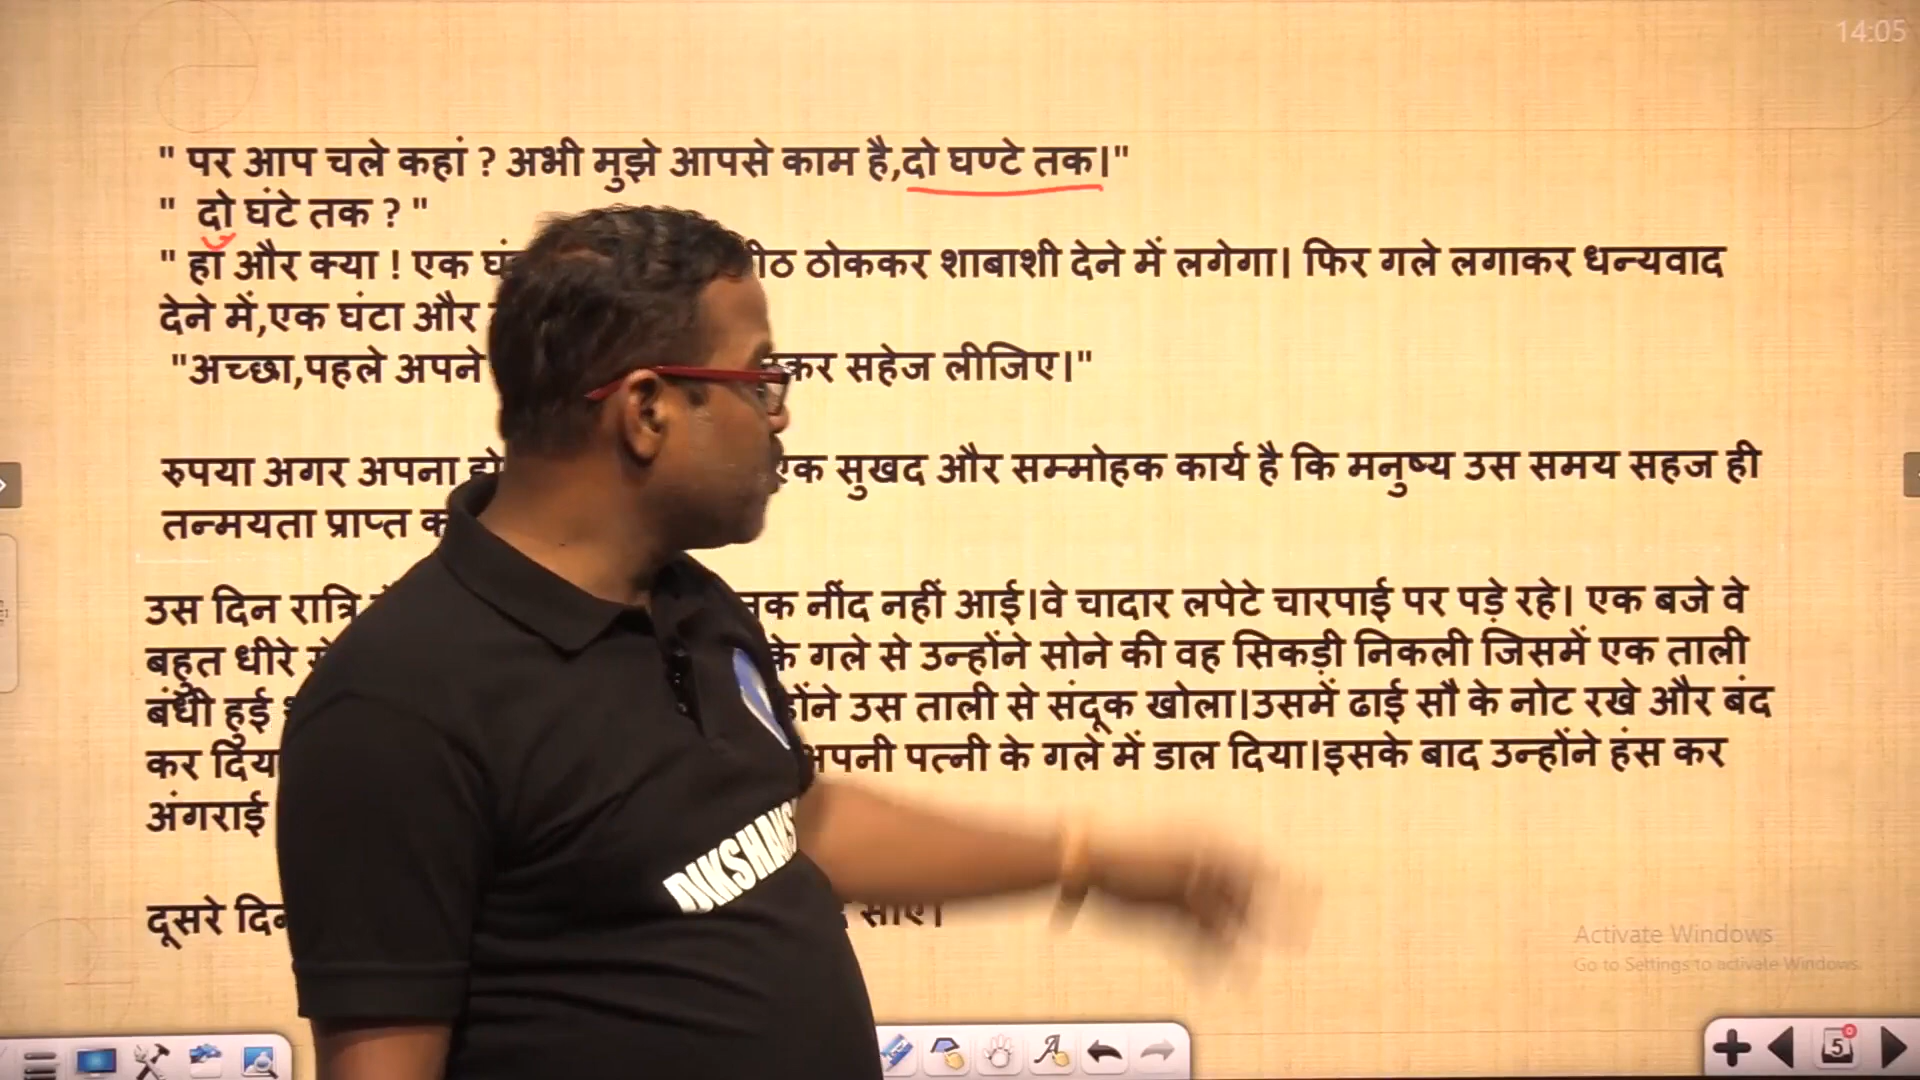 14:05
" पर आप चले कहां ? अभी मुझे आपसे काम है,दो घण्टे तक।"
" दो घंटे तक ? "
" हाँ और क्या ! एक ठोककर शाबाशी देने में लगेगा। फिर गले लगाकर धन्यवाद
देने में,एक घंटा और
"अच्छा,पहले अपने सहेज लीजिए।"
रुपया अगर अपना एक सुखद और सम्मोहक कार्य है कि मनुष्य उस समय सहज ही
तन्मयता प्राप्त
उस दिन रात्रि नींद नहीं आई।वे चादार लपेटे चारपाई पर पड़े रहे। एक बजे वे
बहुत धीरे के गले से उन्होंने सोने की वह सिकड़ी निकली जिसमें एक ताली
बंधी हुई उस ताली से संदूक खोला।उसमें ढाई सौ के नोट रखे और बंद
कर अपनी पत्नी के गले में डाल दिया।इसके बाद उन्होंने हंस कर
अंगराई
दूसरे
DIKSHA
Activate Windows
Go to Settings to activate Windows.
5
0